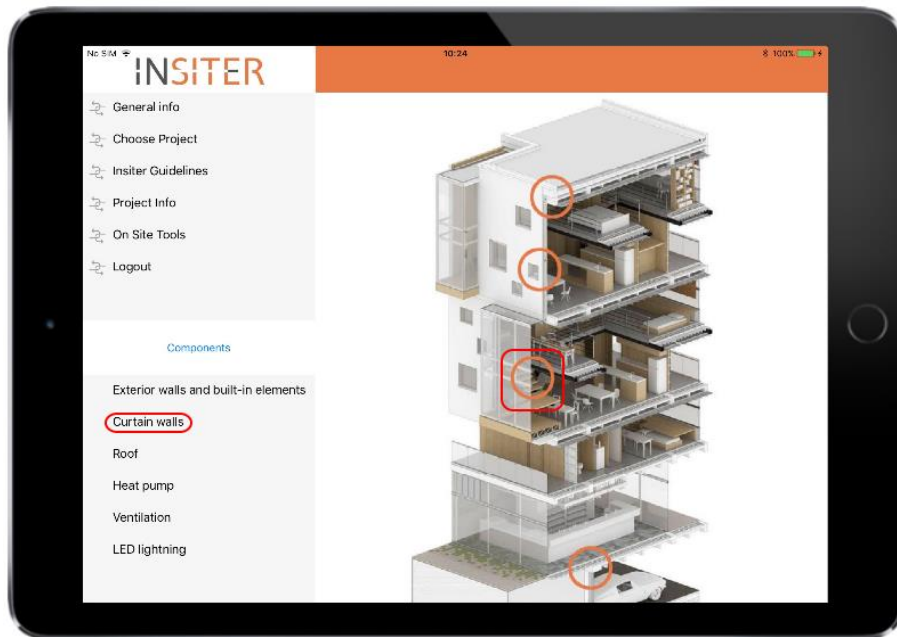 No SIM
10:24
100%
INSITER
General info
Choose Project
Insiter Guidelines
Project Info
On Site Tools
Logout
Components
Exterior walls and built-in elements
Curtain walls
Roof
Heat pump
Ventilation
LED lightning